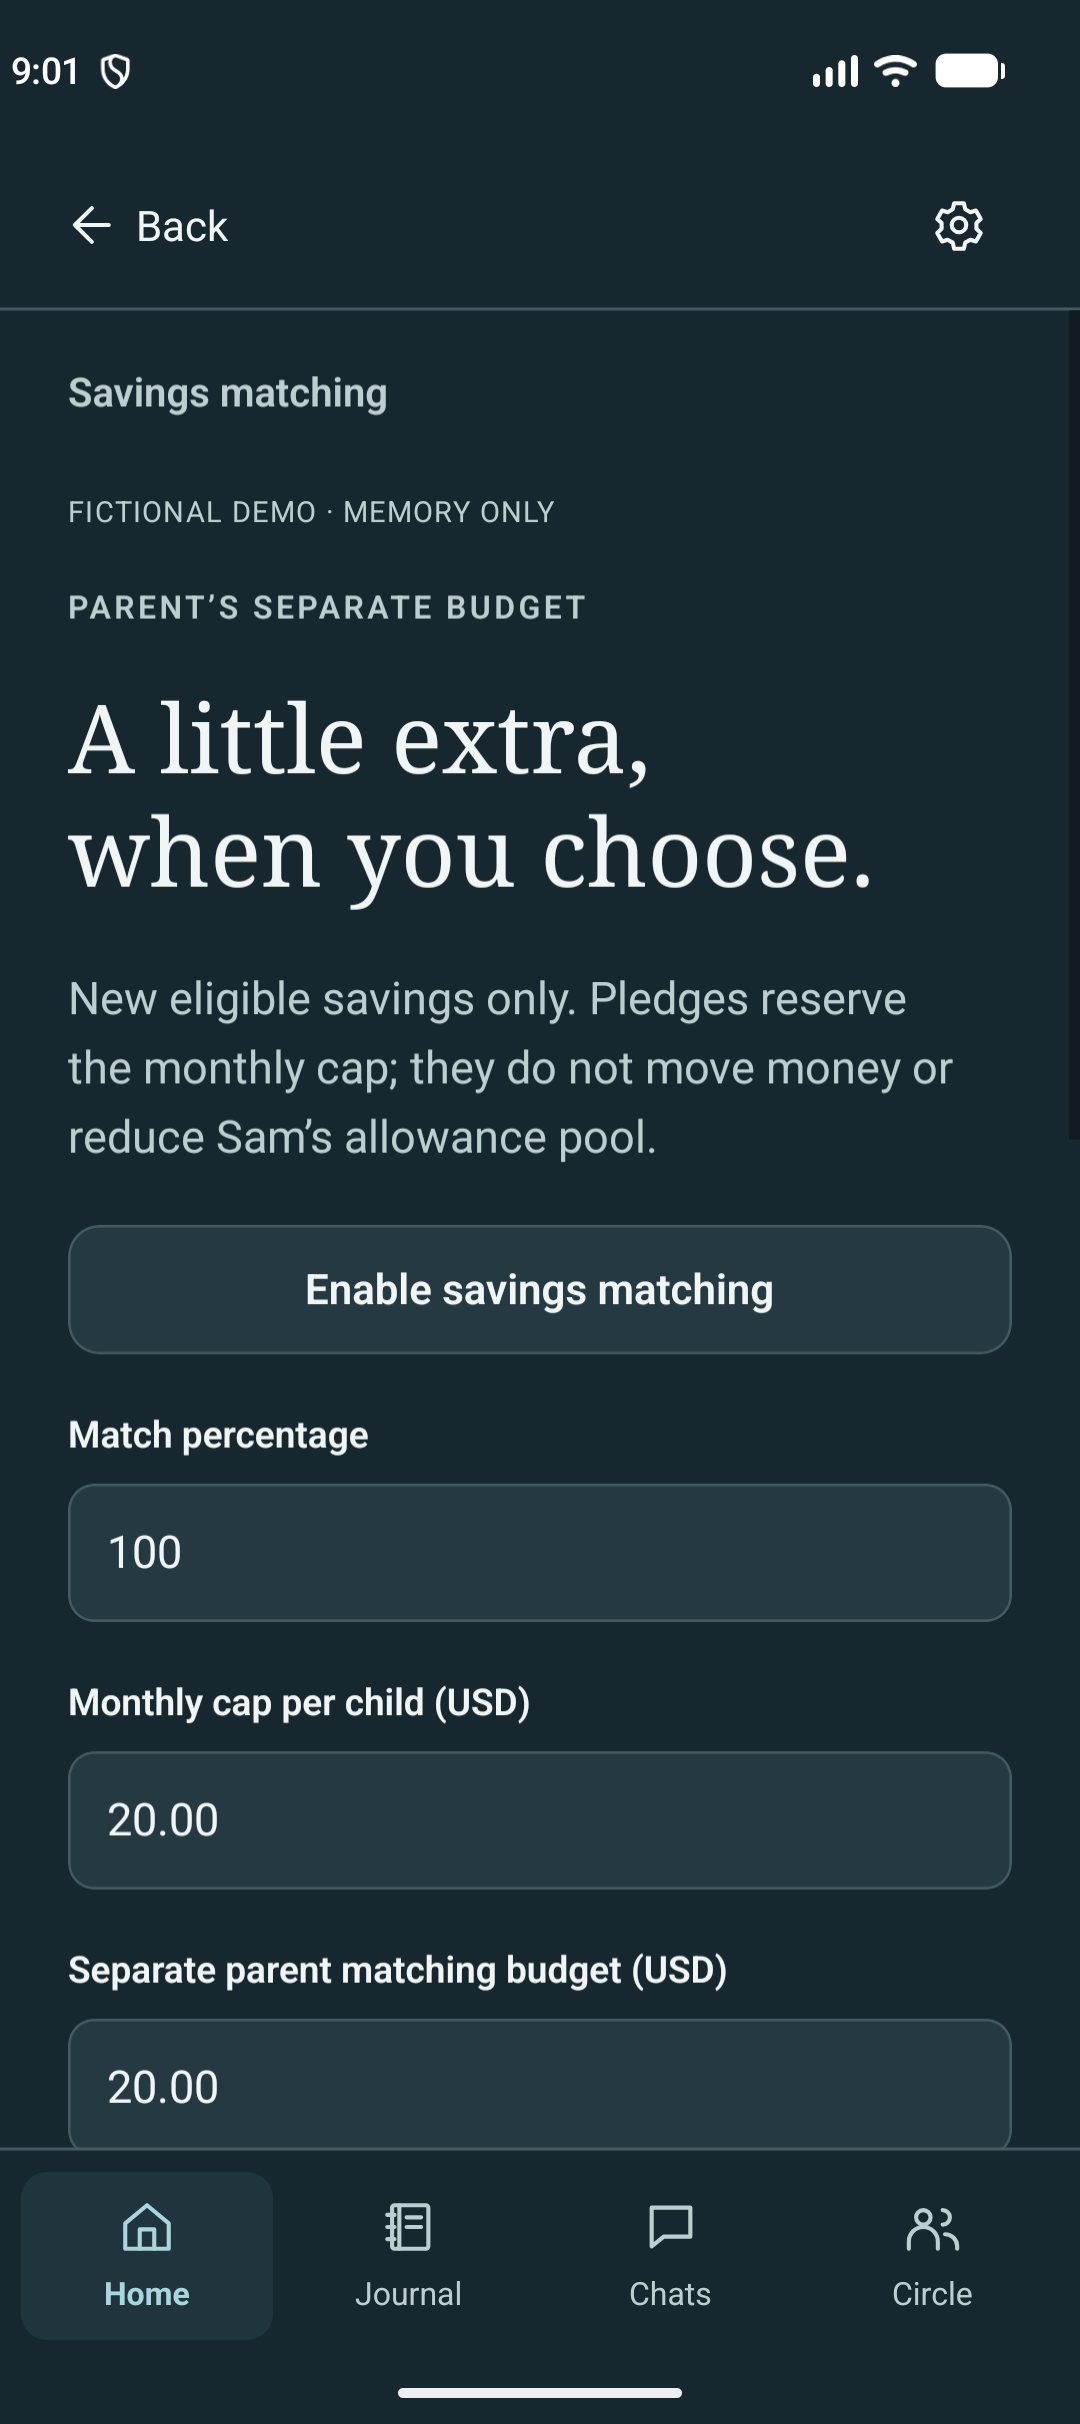 9:01
Back
Savings matching
FICTIONAL DEMO · MEMORY ONLY
PARENT’S SEPARATE BUDGET
A little extra,
when you choose.
New eligible savings only. Pledges reserve
the monthly cap; they do not move money or
reduce Sam’s allowance pool.
Enable savings matching
Match percentage
100
Monthly cap per child (USD)
20.00
Separate parent matching budget (USD)
20.00
Home
Journal
Chats
Circle